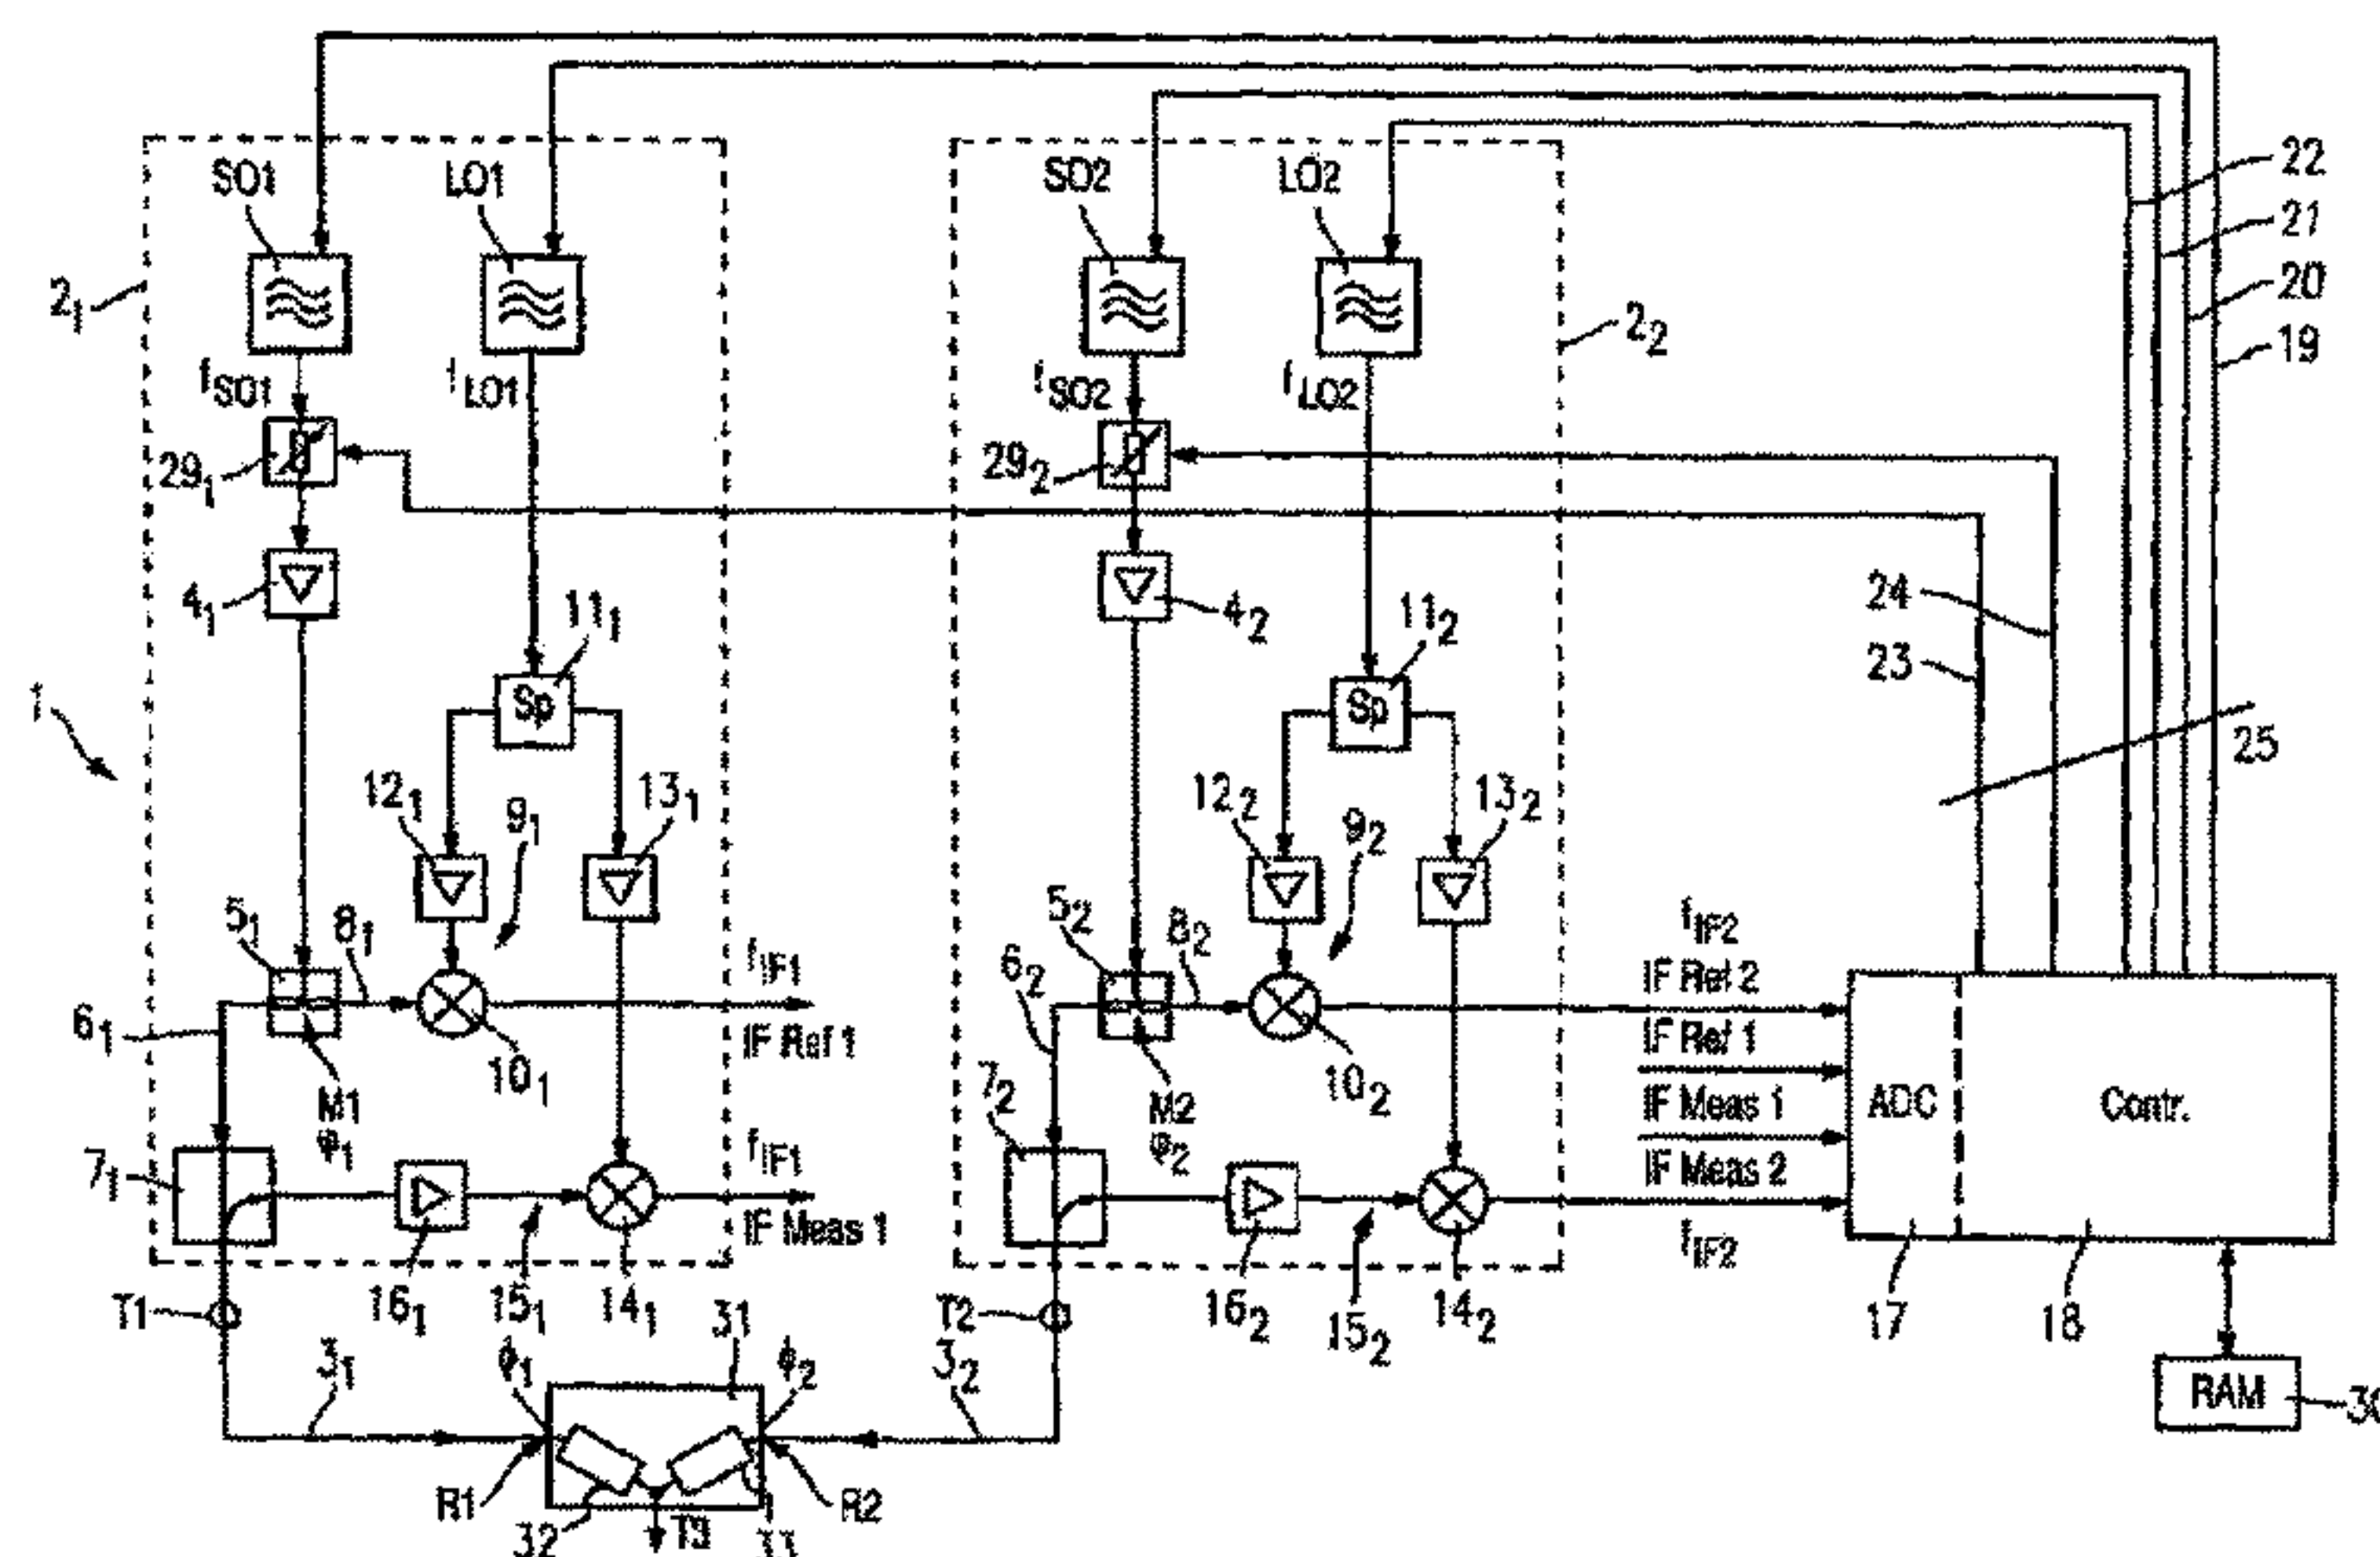 SO1
LO1
SO2
LO2
22
21
20
19
2₁
2₂
f_SO1
f_LO1
f_SO2
f_LO2
29₁
29₂
4₁
4₂
11₁
11₂
24
23
Sp
Sp
1
25
12₁
9₁
13₁
12₂
9₂
13₂
5₁
8₁
5₂
8₂
f_IF1
f_IF2
6₁
6₂
IF Ref 1
IF Ref 2
IF Ref 1
10₁
10₂
M1
φ₁
M2
φ₂
IF Meas 1
ADC
Contr.
7₁
7₂
f_IF1
IF Meas 2
IF Meas 1
f_IF2
T1
16₁
15₁
14₁
T2
16₂
15₂
14₂
17
18
3₁
ϕ₁
31
ϕ₂
3₂
RAM
R1
R2
32
T3